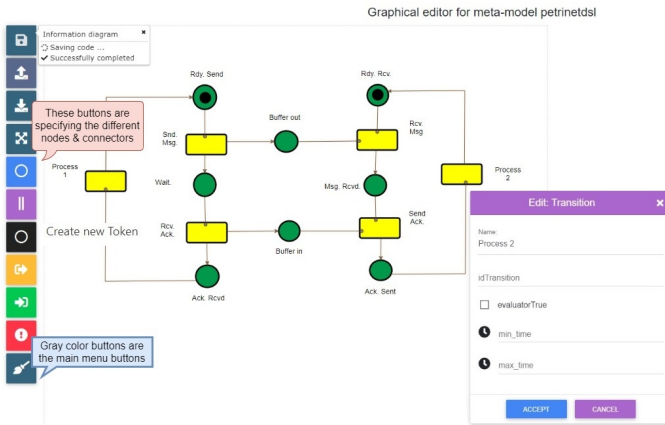 Graphical editor for meta-model petrinetdsl
Information diagram
Saving code ...
Successfully completed
These buttons are
specifying the different
nodes & connectors
Create new Token
Gray color buttons are
the main menu buttons
Rdy. Send
Rdy. Rcv.
Buffer out
Snd.
Msg.
Rcv.
Msg
Process
1
Wait.
Msg. Rcvd.
Process
2
Rcv.
Ack.
Send
Ack.
Buffer in
Ack. Rcvd
Ack. Sent
Edit: Transition
Name:
Process 2
idTransition
evaluatorTrue
min_time
max_time
ACCEPT
CANCEL